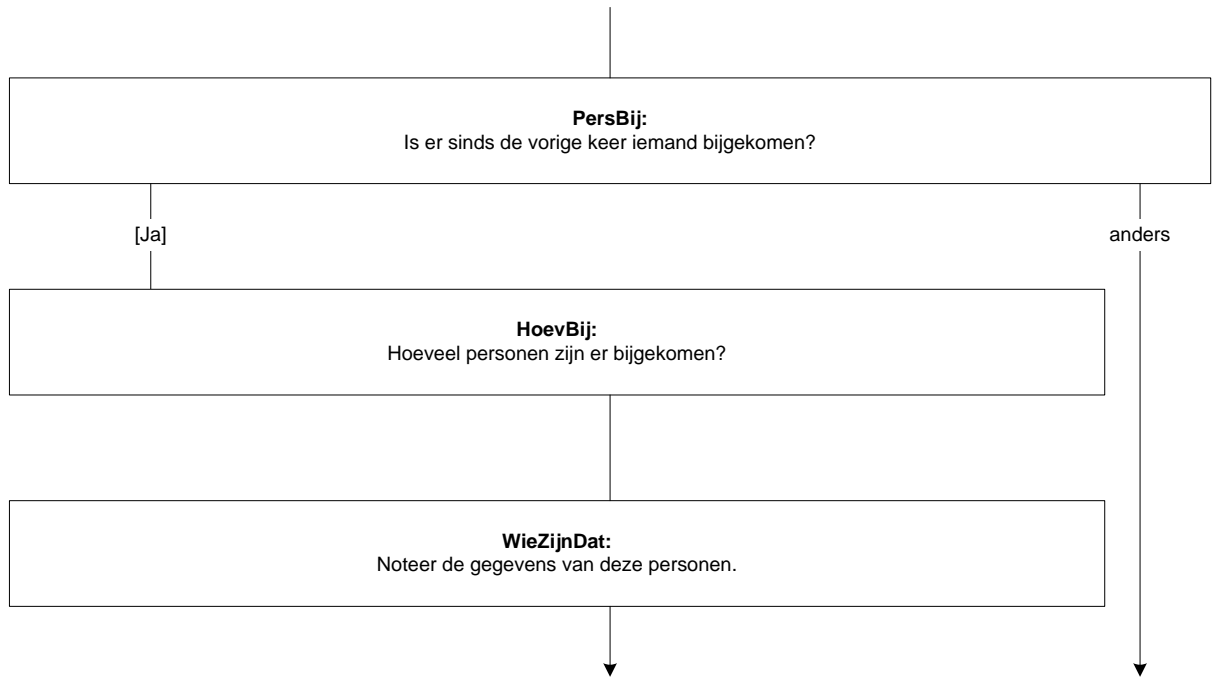 PersBij:
Is er sinds de vorige keer iemand bijgekomen?
[Ja]
anders
HoevBij:
Hoeveel personen zijn er bijgekomen?
WieZijnDat:
Noteer de gegevens van deze personen.